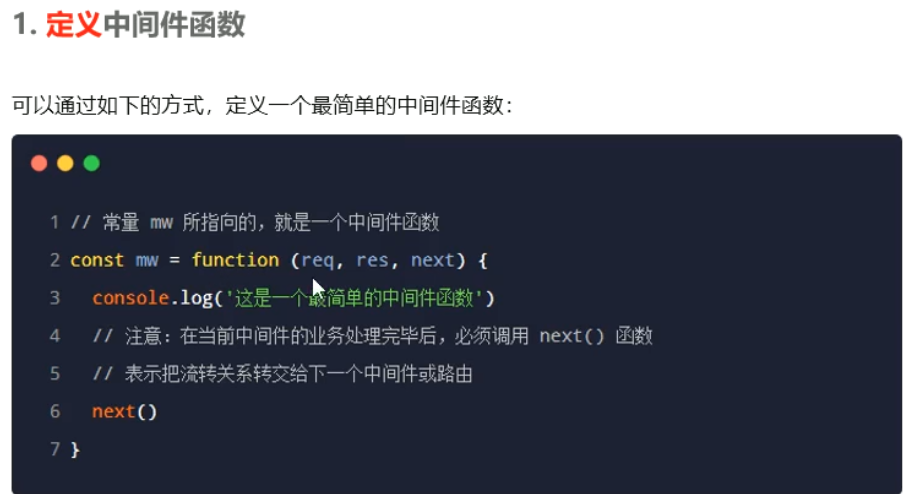 1. 定义中间件函数
可以通过如下的方式，定义一个最简单的中间件函数：
1 // 常量 mw 所指向的，就是一个中间件函数
2 const mw = function (req, res, next) {
3 console.log('这是一个最简单的中间件函数')
4 // 注意：在当前中间件的业务处理完毕后，必须调用 next() 函数
5 // 表示把流转关系转交给下一个中间件或路由
6 next()
7 }